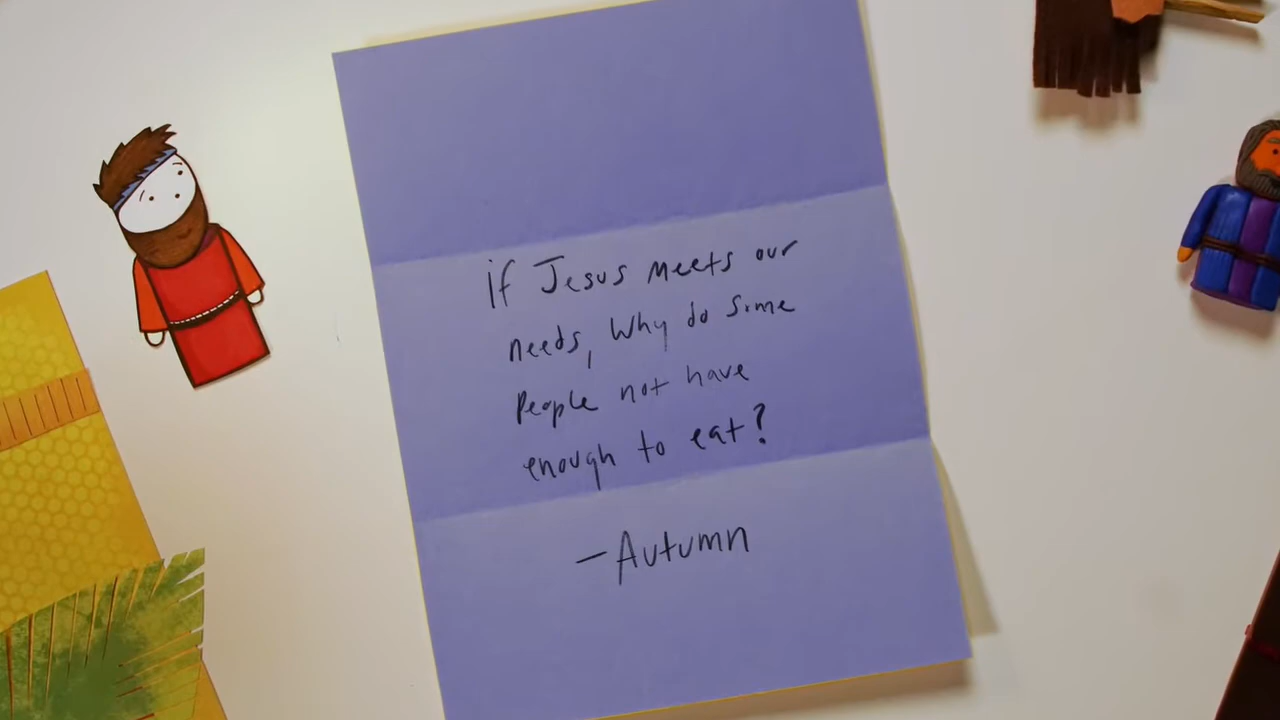 if Jesus meets our
needs, Why do Some
People not have
enough to eat?
-Autumn